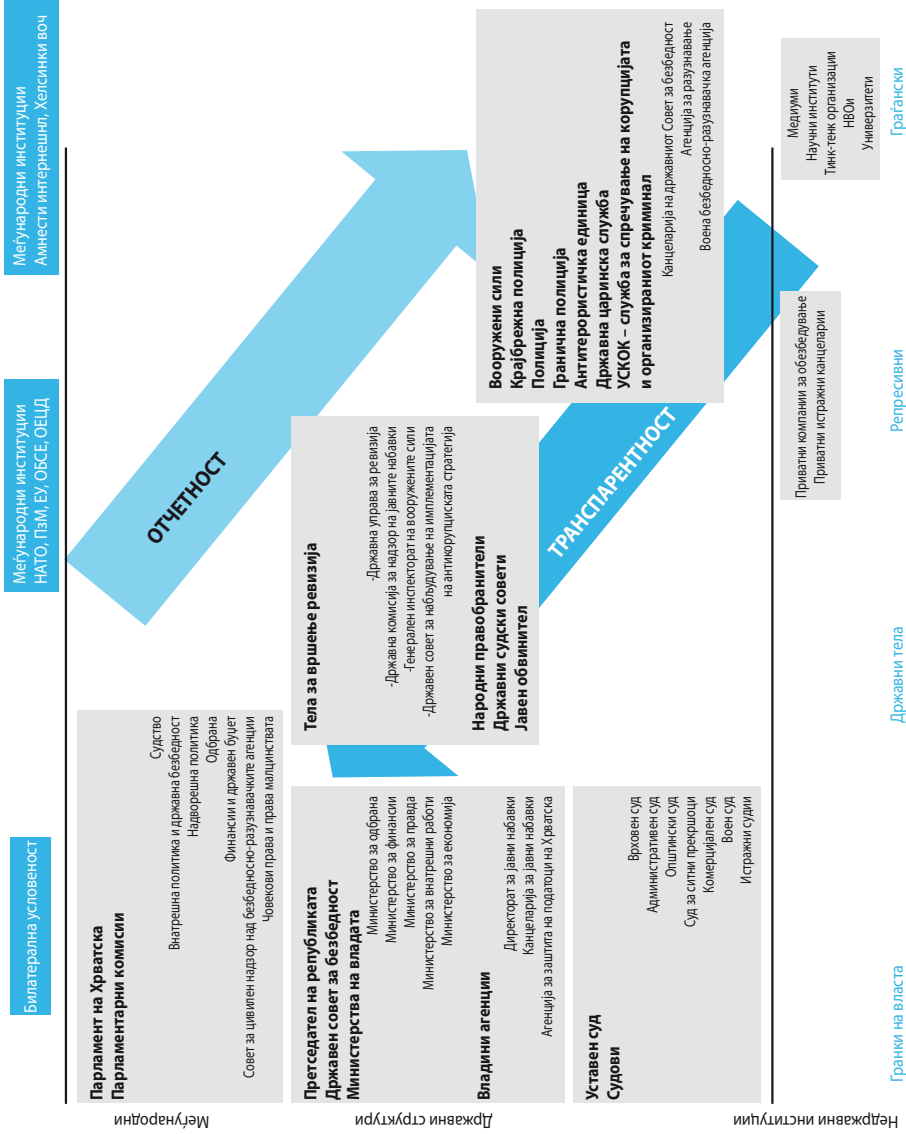 Билатерална условеност
Меѓународни институции
НАТО, ПзМ, ЕУ, ОБСЕ, ОЕЦД
Меѓународни институции
Амнести интернешнл, Хелсинки воч
Меѓународни
Државни структури
Недржавни институции
Парламент на Хрватска
Парламентарни комисии
Судство
Внатрешна политика и државна безбедност
Надворешна политика
Одбрана
Финансии и државен буџет
Совет за цивилен надзор над безбедносно-разузнавачките агенции
Човекови права и права малцинствата
ОТЧЕТНОСТ
Претседател на републиката
Државен совет за безбедност
Министерства на владата
Министерство за одбрана
Министерство за финансии
Министерство за правда
Министерство за внатрешни работи
Министерство за економија
Владини агенции
Директорат за јавни набавки
Канцеларија за јавни набавки
Агенција за заштита на податоци на Хрватска
Тела за вршење ревизија
-Државна управа за ревизија
-Државна комисија за надзор на јавните набавки
-Генерален инспекторат на вооружените сили
-Државен совет за набљудување на имплементацијата
на антикорупциската стратегија
Народни правобранители
Државни судски совети
Јавен обвинител
ТРАНСПАРЕНТНОСТ
Вооружени сили
Крајбрежна полиција
Полиција
Гранична полиција
Антитерористичка единица
Државна царинска служба
УСКОК – служба за спречување на корупцијата
и организираниот криминал
Канцеларија на државниот Совет за безбедност
Агенција за разузнавање
Воена безбедносно-разузнавачка агенција
Уставен суд
Судови
Врховен суд
Административен суд
Општински суд
Суд за ситни прекршоци
Комерцијален суд
Воен суд
Истражни судии
Приватни компании за обезбедување
Приватни истражни канцеларии
Медиуми
Научни институти
Тинк-тенк организации
НВОи
Универзитети
Гранки на власта
Државни тела
Репресивни
Граѓански